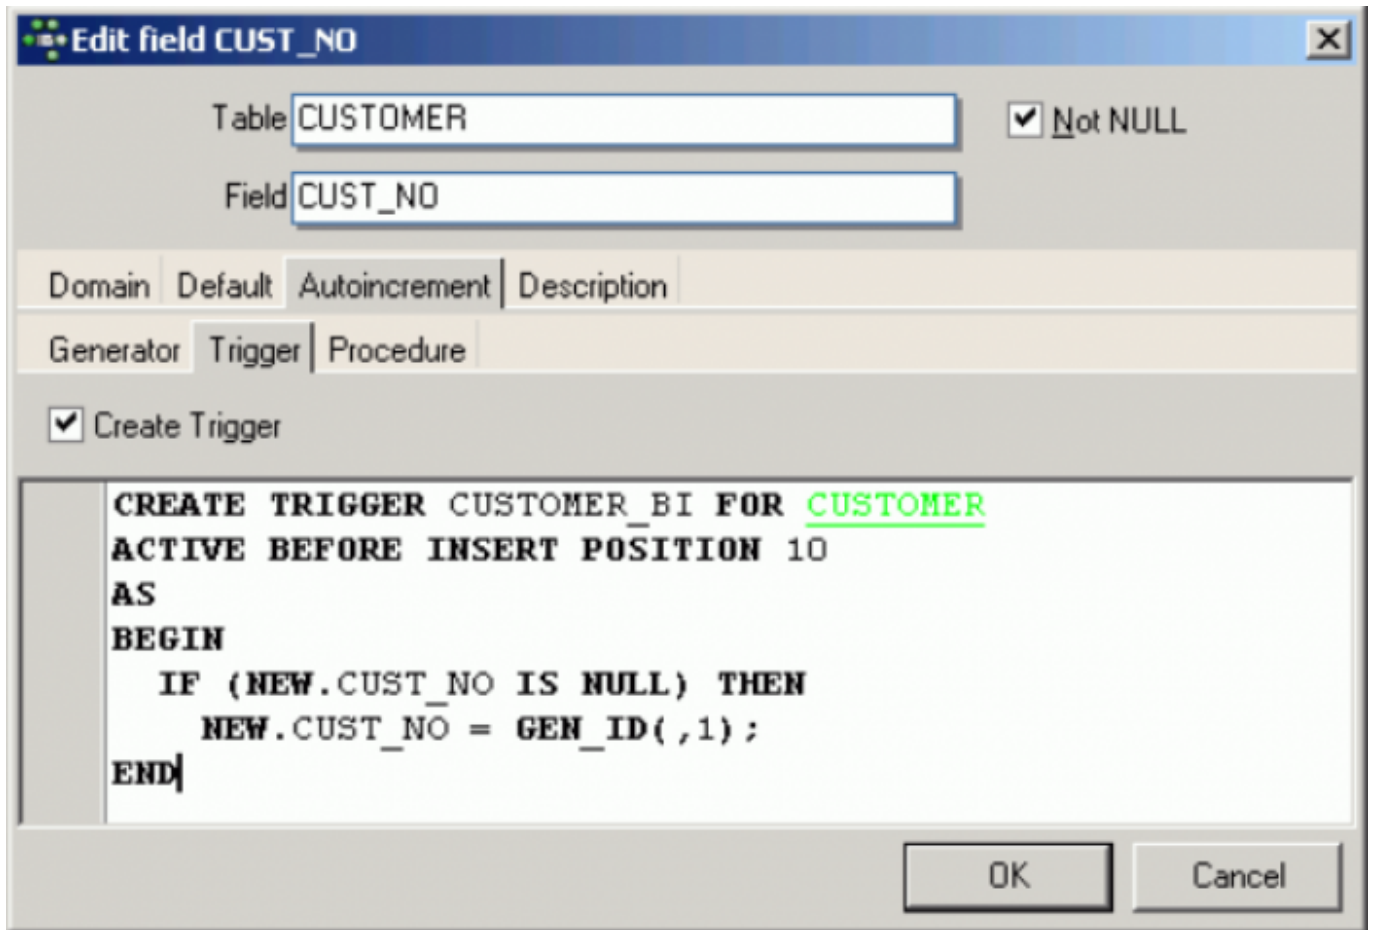 Edit field CUST_NO
Table CUSTOMER
Not NULL
Field CUST_NO
Domain Default Autoincrement Description
Generator Trigger Procedure
Create Trigger
CREATE TRIGGER CUSTOMER_BI FOR CUSTOMER
ACTIVE BEFORE INSERT POSITION 10
AS
BEGIN
IF (NEW.CUST_NO IS NULL) THEN
NEW.CUST_NO = GEN_ID(,1);
END
OK Cancel